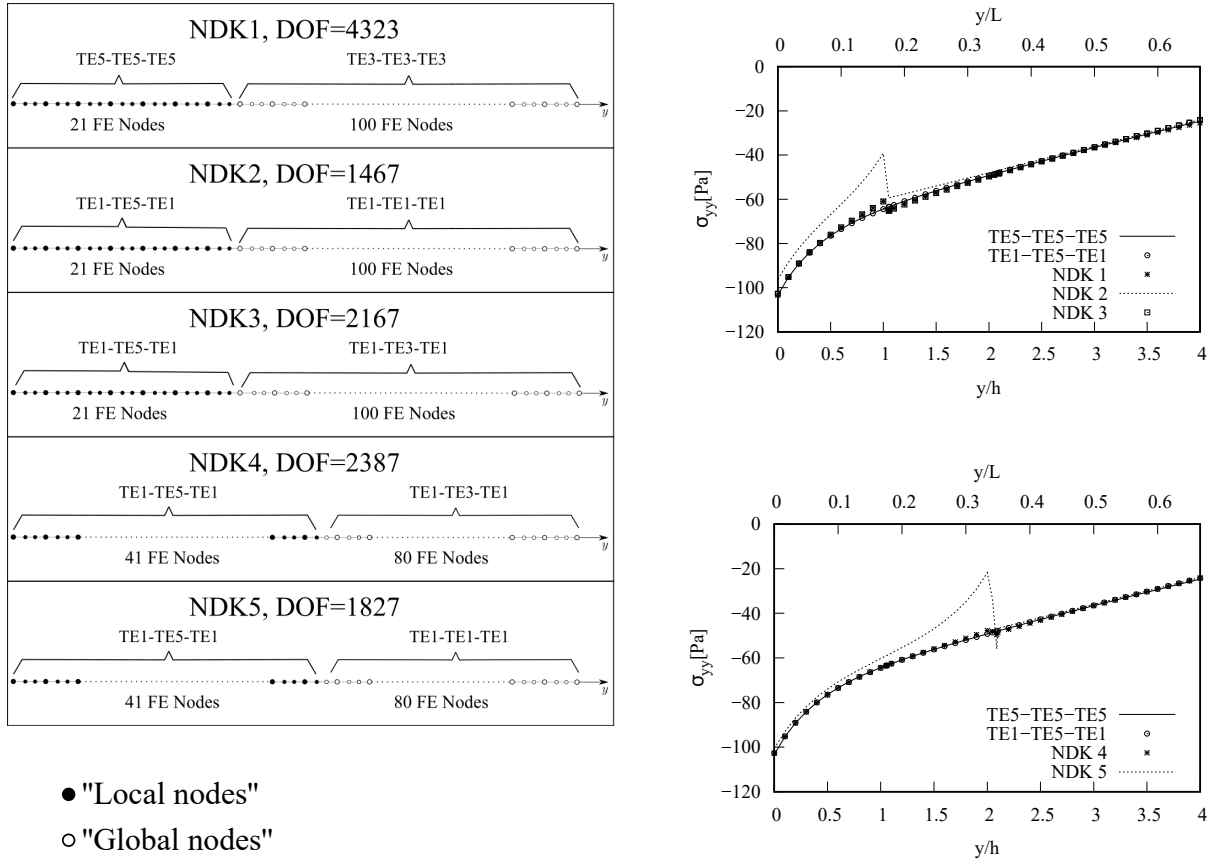 NDK1, DOF=4323
TE5-TE5-TE5 TE3-TE3-TE3
y
21 FE Nodes 100 FE Nodes
NDK2, DOF=1467
TE1-TE5-TE1 TE1-TE1-TE1
y
21 FE Nodes 100 FE Nodes
NDK3, DOF=2167
TE1-TE5-TE1 TE1-TE3-TE1
y
21 FE Nodes 100 FE Nodes
NDK4, DOF=2387
TE1-TE5-TE1 TE1-TE3-TE1
y
41 FE Nodes 80 FE Nodes
NDK5, DOF=1827
TE1-TE5-TE1 TE1-TE1-TE1
y
41 FE Nodes 80 FE Nodes
"Local nodes"
"Global nodes"
y/L
0 0.1 0.2 0.3 0.4 0.5 0.6
0
−20
−40
−60
−80
−100
−120
σyy[Pa]
TE5−TE5−TE5
TE1−TE5−TE1
NDK 1
NDK 2
NDK 3
0 0.5 1 1.5 2 2.5 3 3.5 4
y/h
y/L
0 0.1 0.2 0.3 0.4 0.5 0.6
0
−20
−40
−60
−80
−100
−120
σyy[Pa]
TE5−TE5−TE5
TE1−TE5−TE1
NDK 4
NDK 5
0 0.5 1 1.5 2 2.5 3 3.5 4
y/h